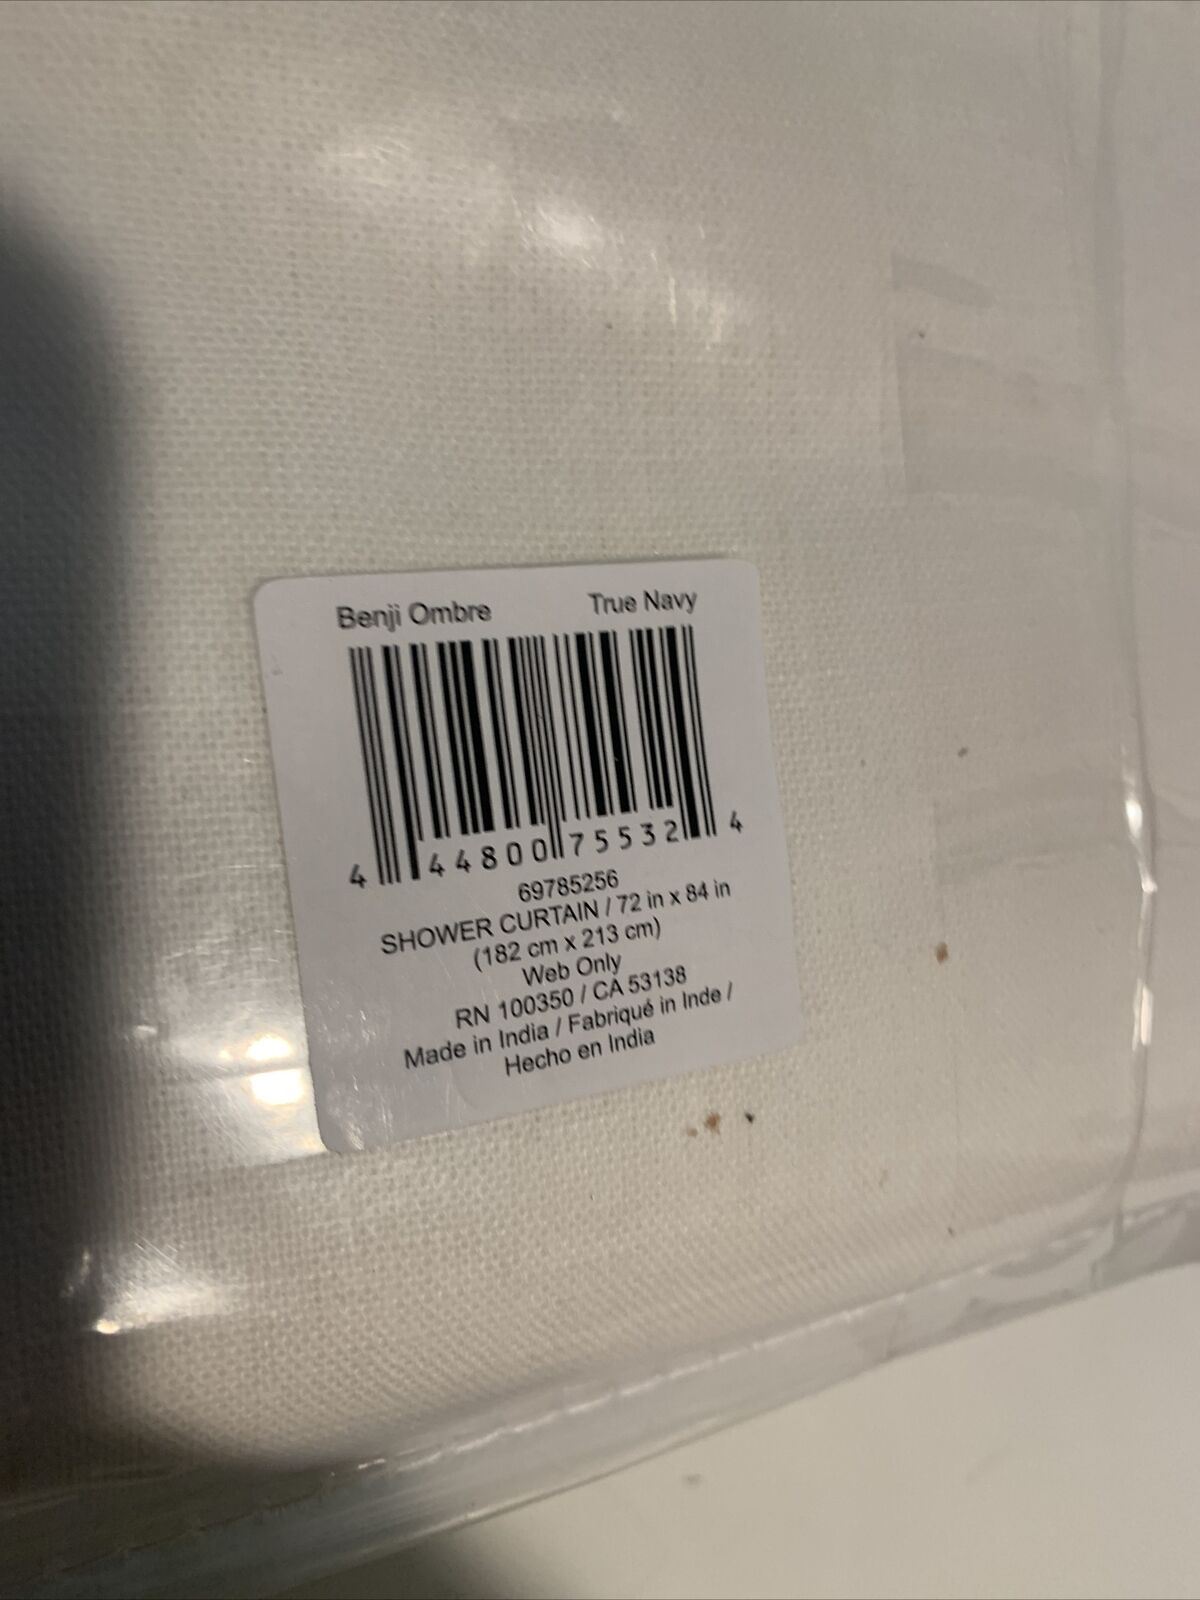 Benji Ombre True Navy
4 44800 75532 4
69785256
SHOWER CURTAIN / 72 in x 84 in
(182 cm x 213 cm)
Web Only
RN 100350 / CA 53138
Made in India / Fabriqué in Inde /
Hecho en India